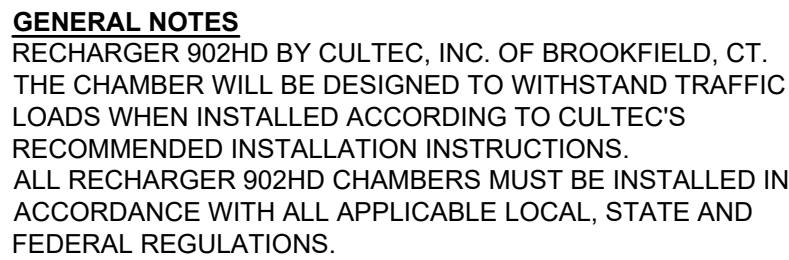 GENERAL NOTES
RECHARGER 902HD BY CULTEC, INC. OF BROOKFIELD, CT.
THE CHAMBER WILL BE DESIGNED TO WITHSTAND TRAFFIC
LOADS WHEN INSTALLED ACCORDING TO CULTEC'S
RECOMMENDED INSTALLATION INSTRUCTIONS.
ALL RECHARGER 902HD CHAMBERS MUST BE INSTALLED IN
ACCORDANCE WITH ALL APPLICABLE LOCAL, STATE AND
FEDERAL REGULATIONS.